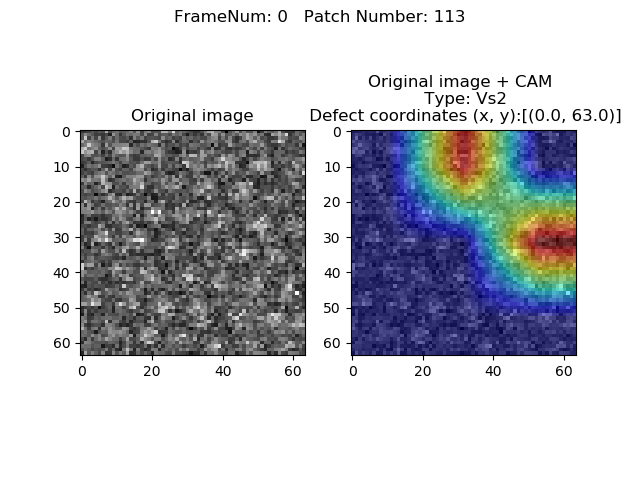 FrameNum: 0   Patch Number: 113
Original image
Original image + CAM
Type: Vs2
Defect coordinates (x, y):[(0.0, 63.0)]
0
10
20
30
40
50
60
0 20 40 60
0
10
20
30
40
50
60
0 20 40 60